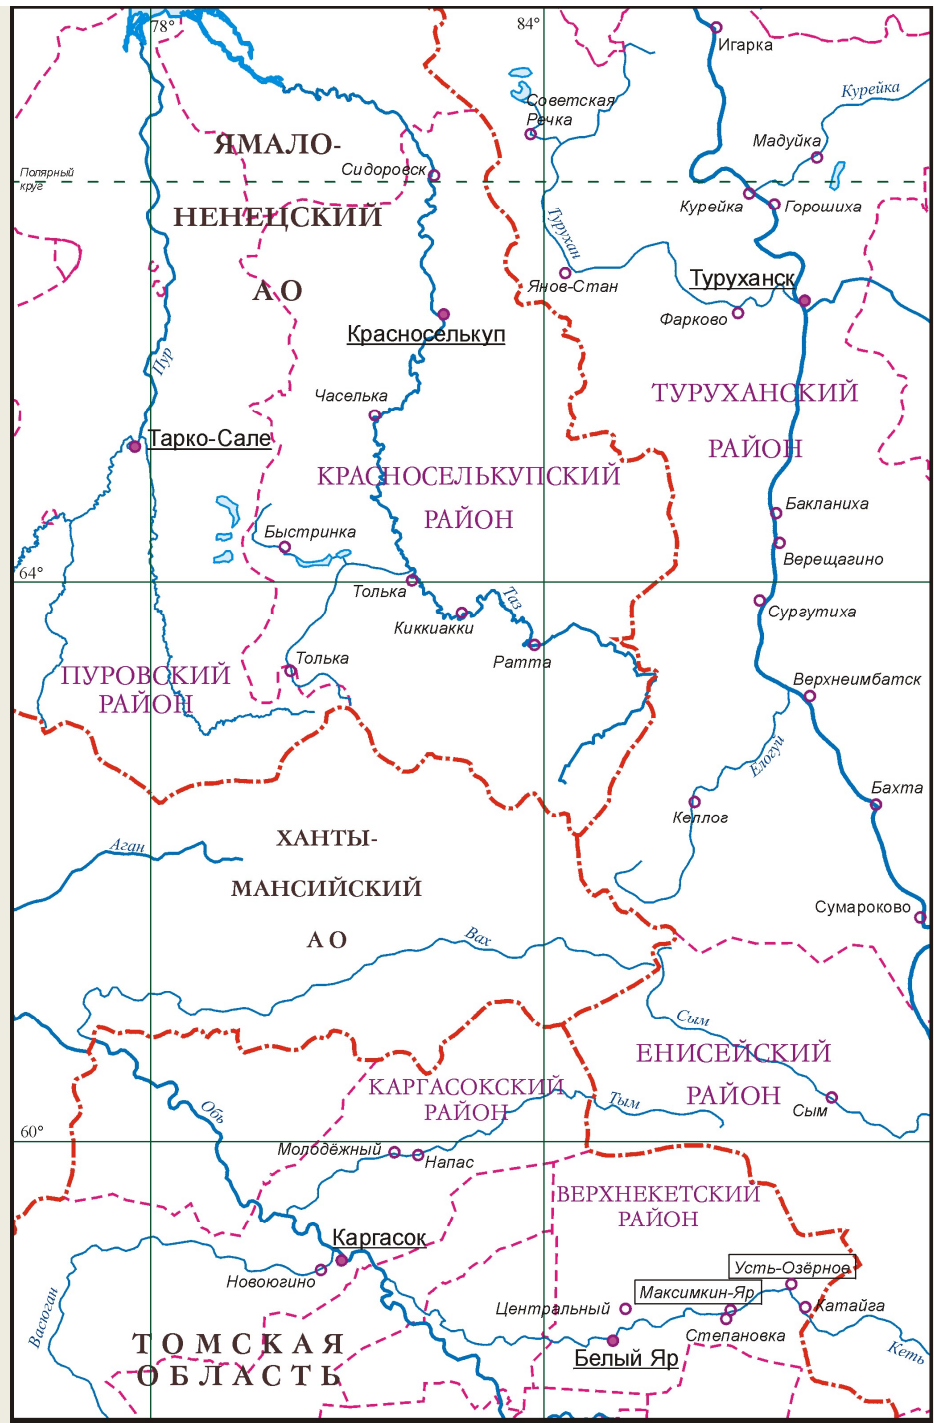 78°
84°
Игарка
Советская
Речка
Курейка
Мадуйка
ЯМАЛО-
Сидоровск
Полярный
круг
НЕНЕЦСКИЙ
Курейка
Горошиха
Турухан
АО
Янов-Стан
Туруханск
Фарково
Красноселькуп
Пур
Часелька
ТУРУХАНСКИЙ
РАЙОН
Тарко-Сале
КРАСНОСЕЛЬКУПСКИЙ
РАЙОН
Бакланиха
Быстринка
Верещагино
64°
Толька
Таз
Сургутиха
Киккиакки
Ратта
Толька
ПУРОВСКИЙ
РАЙОН
Верхнеимбатск
Елогуй
Бахта
Келлог
ХАНТЫ-
Аган
МАНСИЙСКИЙ
Сумароково
АО
Вах
Сым
ЕНИСЕЙСКИЙ
РАЙОН
КАРГАСОКСКИЙ
РАЙОН
Обь
Тым
Сым
60°
Молодёжный
Напас
ВЕРХНЕКЕТСКИЙ
РАЙОН
Каргасок
Новоюгино
Усть-Озёрное
Максимкин-Яр
Центральный
Катайга
Степановка
Васюган
ТОМСКАЯ
ОБЛАСТЬ
Белый Яр
Кеть